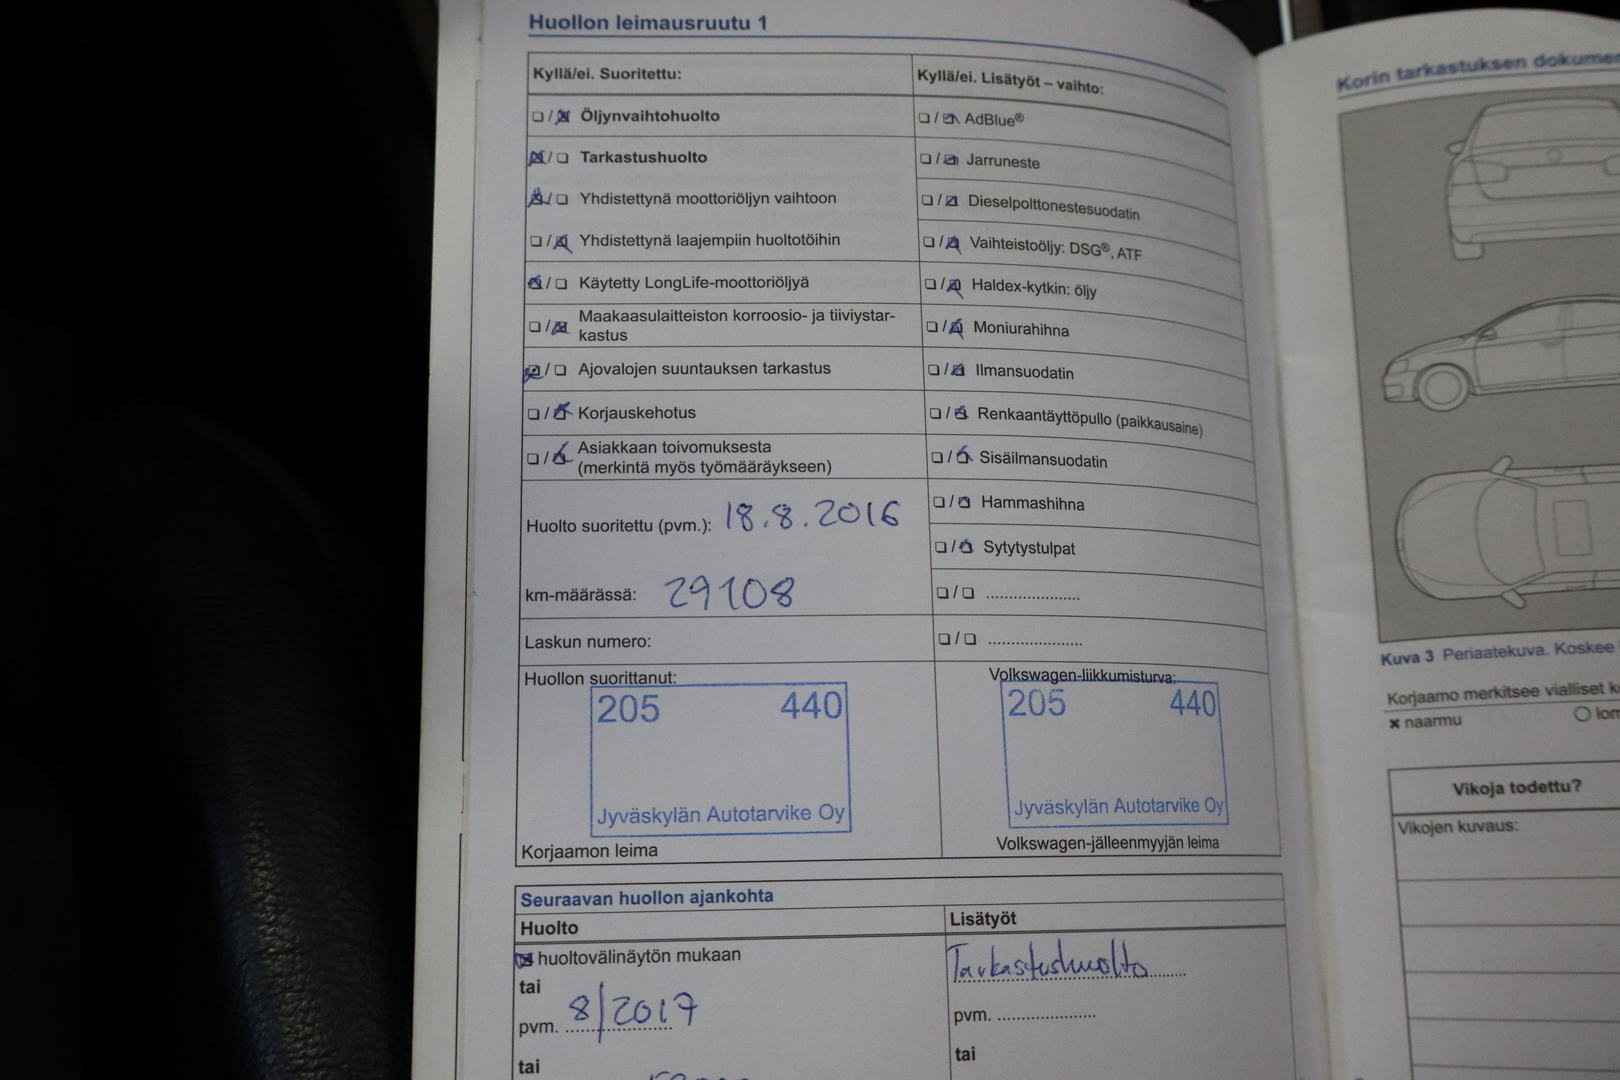 Huollon leimausruutu 1
Kyllä/ei. Suoritettu:
☐ / ☒ Öljynvaihtohuolto
☒ / ☐ Tarkastushuolto
☒ / ☐ Yhdistettynä moottoriöljyn vaihtoon
☐ / ☒ Yhdistettynä laajempiin huoltotöihin
☒ / ☐ Käytetty LongLife-moottoriöljyä
☐ / ☒ Maakaasulaitteiston korroosio- ja tiiviystar-
kastus
☒ / ☐ Ajovalojen suuntauksen tarkastus
☐ / ☒ Korjauskehotus
☐ / ☒ Asiakkaan toivomuksesta
(merkintä myös työmääräykseen)
Huolto suoritettu (pvm.): 18.8.2016
km-määrässä: 29108
Laskun numero:
Kyllä/ei. Lisätyöt – vaihto:
☐ / ☒ AdBlue®
☐ / ☒ Jarruneste
☐ / ☒ Dieselpolttonestesuodatin
☐ / ☒ Vaihteistoöljy: DSG®, ATF
☐ / ☒ Haldex-kytkin: öljy
☐ / ☒ Moniurahihna
☐ / ☒ Ilmansuodatin
☐ / ☒ Renkaantäyttöpullo (paikkausaine)
☐ / ☒ Sisäilmansuodatin
☐ / ☒ Hammashihna
☐ / ☒ Sytytystulpat
☐ / ☐ ....................
☐ / ☐ ....................
Huollon suorittanut:
205 440
Jyväskylän Autotarvike Oy
Korjaamon leima
Volkswagen-liikkumisturva:
205 440
Jyväskylän Autotarvike Oy
Volkswagen-jälleenmyyjän leima
Seuraavan huollon ajankohta
Huolto
☒ huoltovälinäytön mukaan
tai
pvm. 8/2017
tai
Lisätyöt
Tarkastushuolto
pvm. ....................
tai
Korin tarkastuksen
Kuva 3 Periaatekuva. Koskee
Korjaamo merkitsee vialliset
x naarmu
Vikoja todettu?
Vikojen kuvaus: